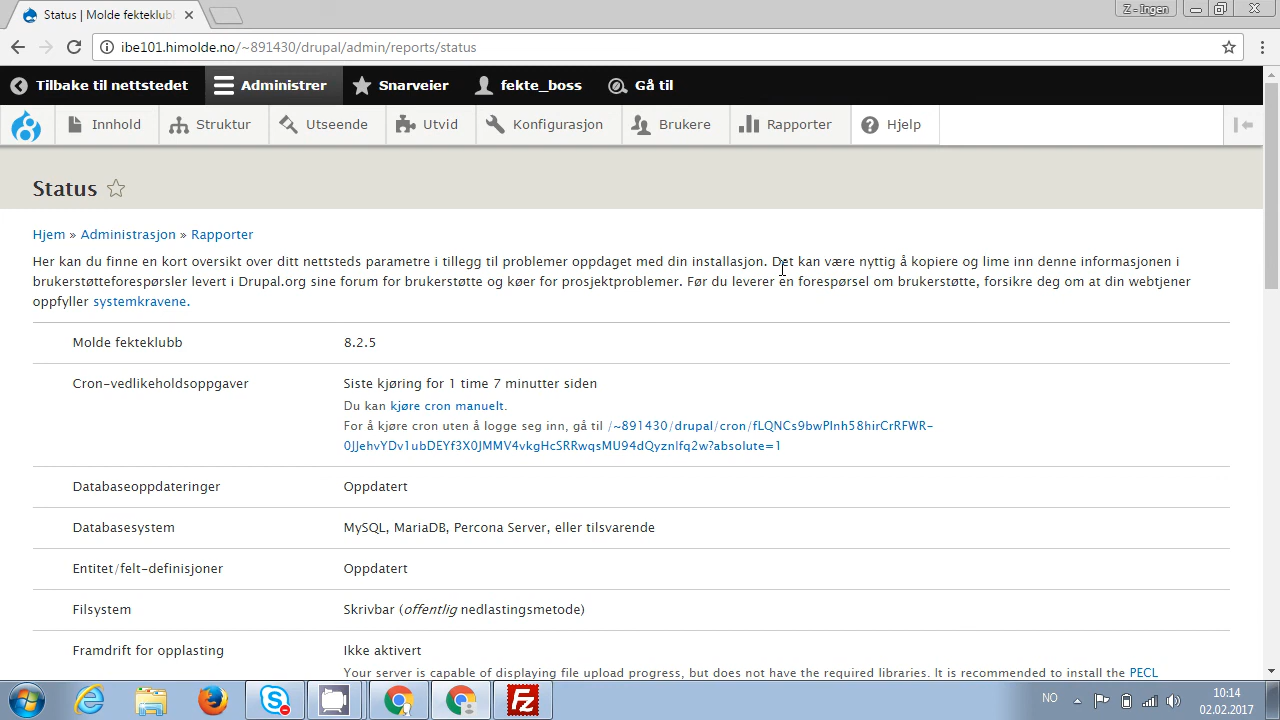 Status | Molde fekteklub
Z - Ingen
ibe101.himolde.no/~891430/drupal/admin/reports/status
Tilbake til nettstedet Administrer Snarveier fekte_boss Gå til
Innhold Struktur Utseende Utvid Konfigurasjon Brukere Rapporter Hjelp
Status
Hjem » Administrasjon » Rapporter
Her kan du finne en kort oversikt over ditt nettsteds parametre i tillegg til problemer oppdaget med din installasjon. Det kan være nyttig å kopiere og lime inn denne informasjonen i
brukerstøtteforespørsler levert i Drupal.org sine forum for brukerstøtte og køer for prosjektproblemer. Før du leverer en forespørsel om brukerstøtte, forsikre deg om at din webtjener
oppfyller systemkravene.
Molde fekteklubb 8.2.5
Cron-vedlikeholdsoppgaver Siste kjøring for 1 time 7 minutter siden
Du kan kjøre cron manuelt.
For å kjøre cron uten å logge seg inn, gå til /~891430/drupal/cron/fLQNCs9bwPInh58hirCrRFWR-
0JJehvYDv1ubDEYf3X0JMMV4vkgHcSRRwqsMU94dQyznlfq2w?absolute=1
Databaseoppdateringer Oppdatert
Databasesystem MySQL, MariaDB, Percona Server, eller tilsvarende
Entitet/felt-definisjoner Oppdatert
Filsystem Skrivbar (offentlig nedlastingsmetode)
Framdrift for opplasting Ikke aktivert
Your server is capable of displaying file upload progress, but does not have the required libraries. It is recommended to install the PECL
NO
10:14
02.02.2017